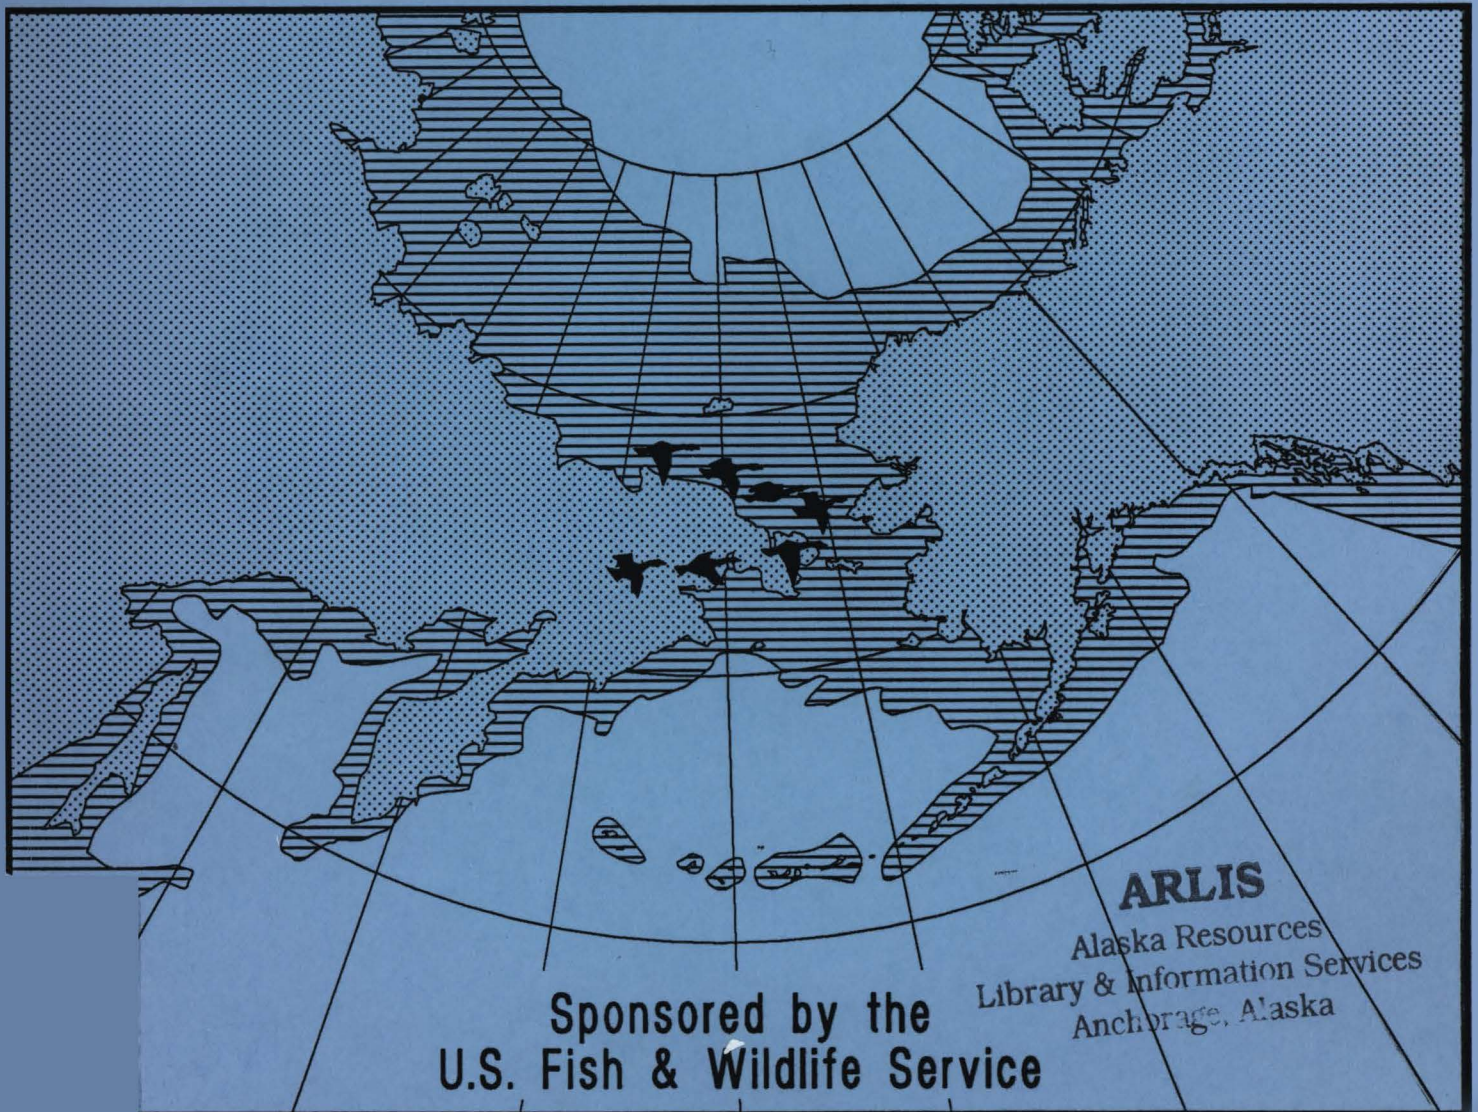 ARLIS
Alaska Resources
Library & Information Services
Anchorage, Alaska
Sponsored by the
U.S. Fish & Wildlife Service